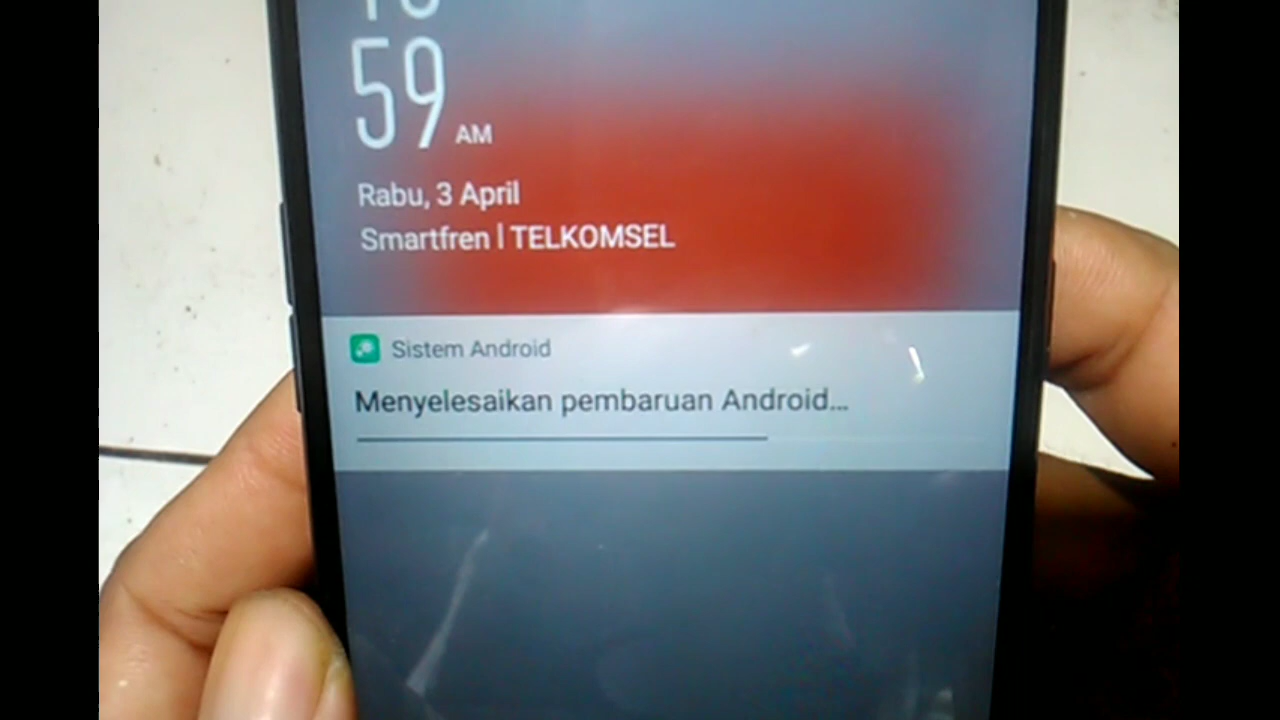 59 AM
Rabu, 3 April
Smartfren | TELKOMSEL
Sistem Android
Menyelesaikan pembaruan Android...